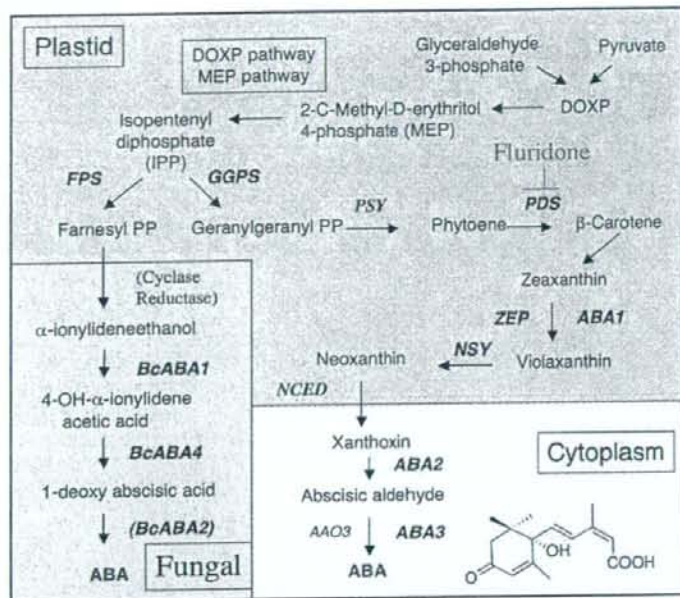 Plastid
DOXP pathway
MEP pathway
Glyceraldehyde
3-phosphate
Pyruvate
Isopentenyl
diphosphate
(IPP)
2-C-Methyl-D-erythritol
4-phosphate (MEP)
DOXP
Fluridone
FPS
GGPS
PSY
PDS
Farnesyl PP
Geranylgeranyl PP
Phytoene
β-Carotene
(Cyclase
Reductase)
Zeaxanthin
α-ionylideneethanol
ZEP
ABA1
BcABA1
Neoxanthin
NSY
Violaxanthin
4-OH-α-ionylidene
acetic acid
NCED
BcABA4
Xanthoxin
ABA2
Cytoplasm
1-deoxy abscisic acid
Abscisic aldehyde
(BcABA2)
AAO3
ABA3
ABA
Fungal
ABA
OH
O
COOH